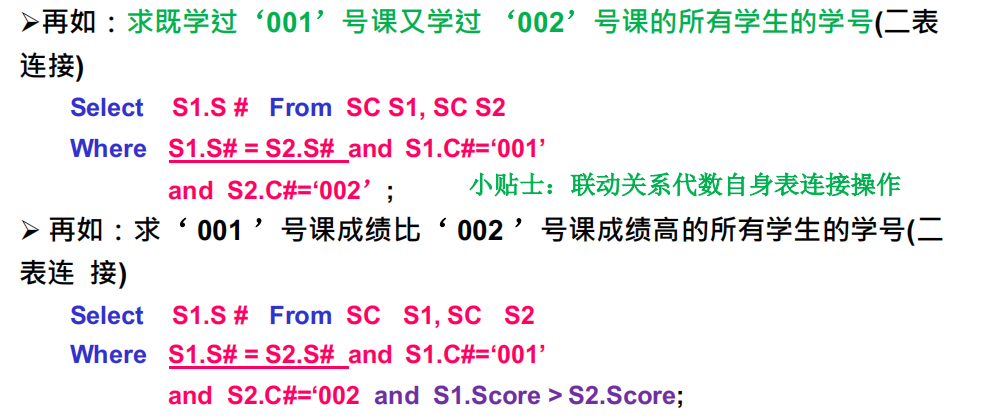 ➢再如：求既学过‘001’号课又学过 ‘002’号课的所有学生的学号(二表
连接)
Select S1.S # From SC S1, SC S2
Where S1.S# = S2.S# and S1.C#=‘001’
and S2.C#=‘002’;
小贴士：联动关系代数自身表连接操作
➢ 再如：求‘ 001 ’号课成绩比‘ 002 ’号课成绩高的所有学生的学号(二
表连 接)
Select S1.S # From SC S1, SC S2
Where S1.S# = S2.S# and S1.C#=‘001’
and S2.C#=‘002 and S1.Score > S2.Score;